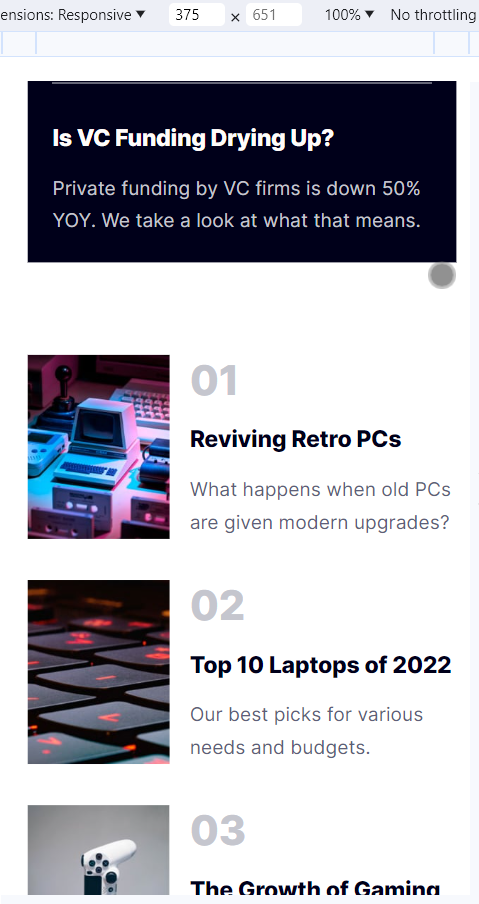 ensions: Responsive ▼ 375 × 651 100% ▼ No throttling
Is VC Funding Drying Up?
Private funding by VC firms is down 50%
YOY. We take a look at what that means.
01
Reviving Retro PCs
What happens when old PCs
are given modern upgrades?
02
Top 10 Laptops of 2022
Our best picks for various
needs and budgets.
03
The Growth of Gaming